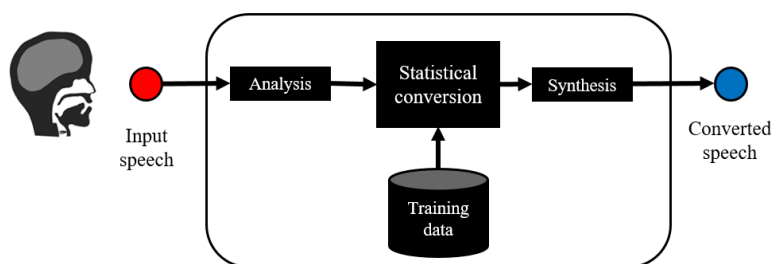 Input
speech
Analysis
Statistical
conversion
Synthesis
Converted
speech
Training
data